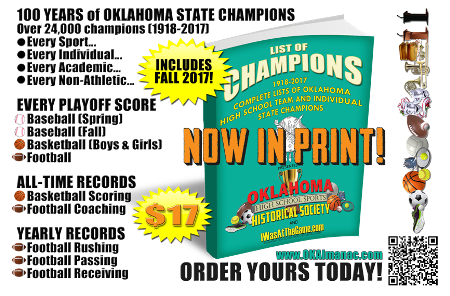 100 YEARS of OKLAHOMA STATE CHAMPIONS
Over 24,000 champions (1918-2017)
Every Sport...
Every Individual...
Every Academic...
Every Non-Athletic...
INCLUDES
FALL 2017!
EVERY PLAYOFF SCORE
Baseball (Spring)
Baseball (Fall)
Basketball (Boys & Girls)
Football
ALL-TIME RECORDS
Basketball Scoring
Football Coaching
$17
YEARLY RECORDS
Football Rushing
Football Passing
Football Receiving
LIST OF
CHAMPIONS
1918-2017
COMPLETE LISTS OF OKLAHOMA
HIGH SCHOOL TEAM AND INDIVIDUAL
STATE CHAMPIONS
NOW IN PRINT!
OKLAHOMA
HIGH SCHOOL SPORTS
HISTORICAL SOCIETY
AND
IWasAtTheGame.com
www.OKAlmanac.com
ORDER YOURS TODAY!